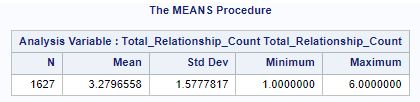 The MEANS Procedure
Analysis Variable : Total_Relationship_Count Total_Relationship_Count
N Mean Std Dev Minimum Maximum
1627 3.2796558 1.5777817 1.0000000 6.0000000